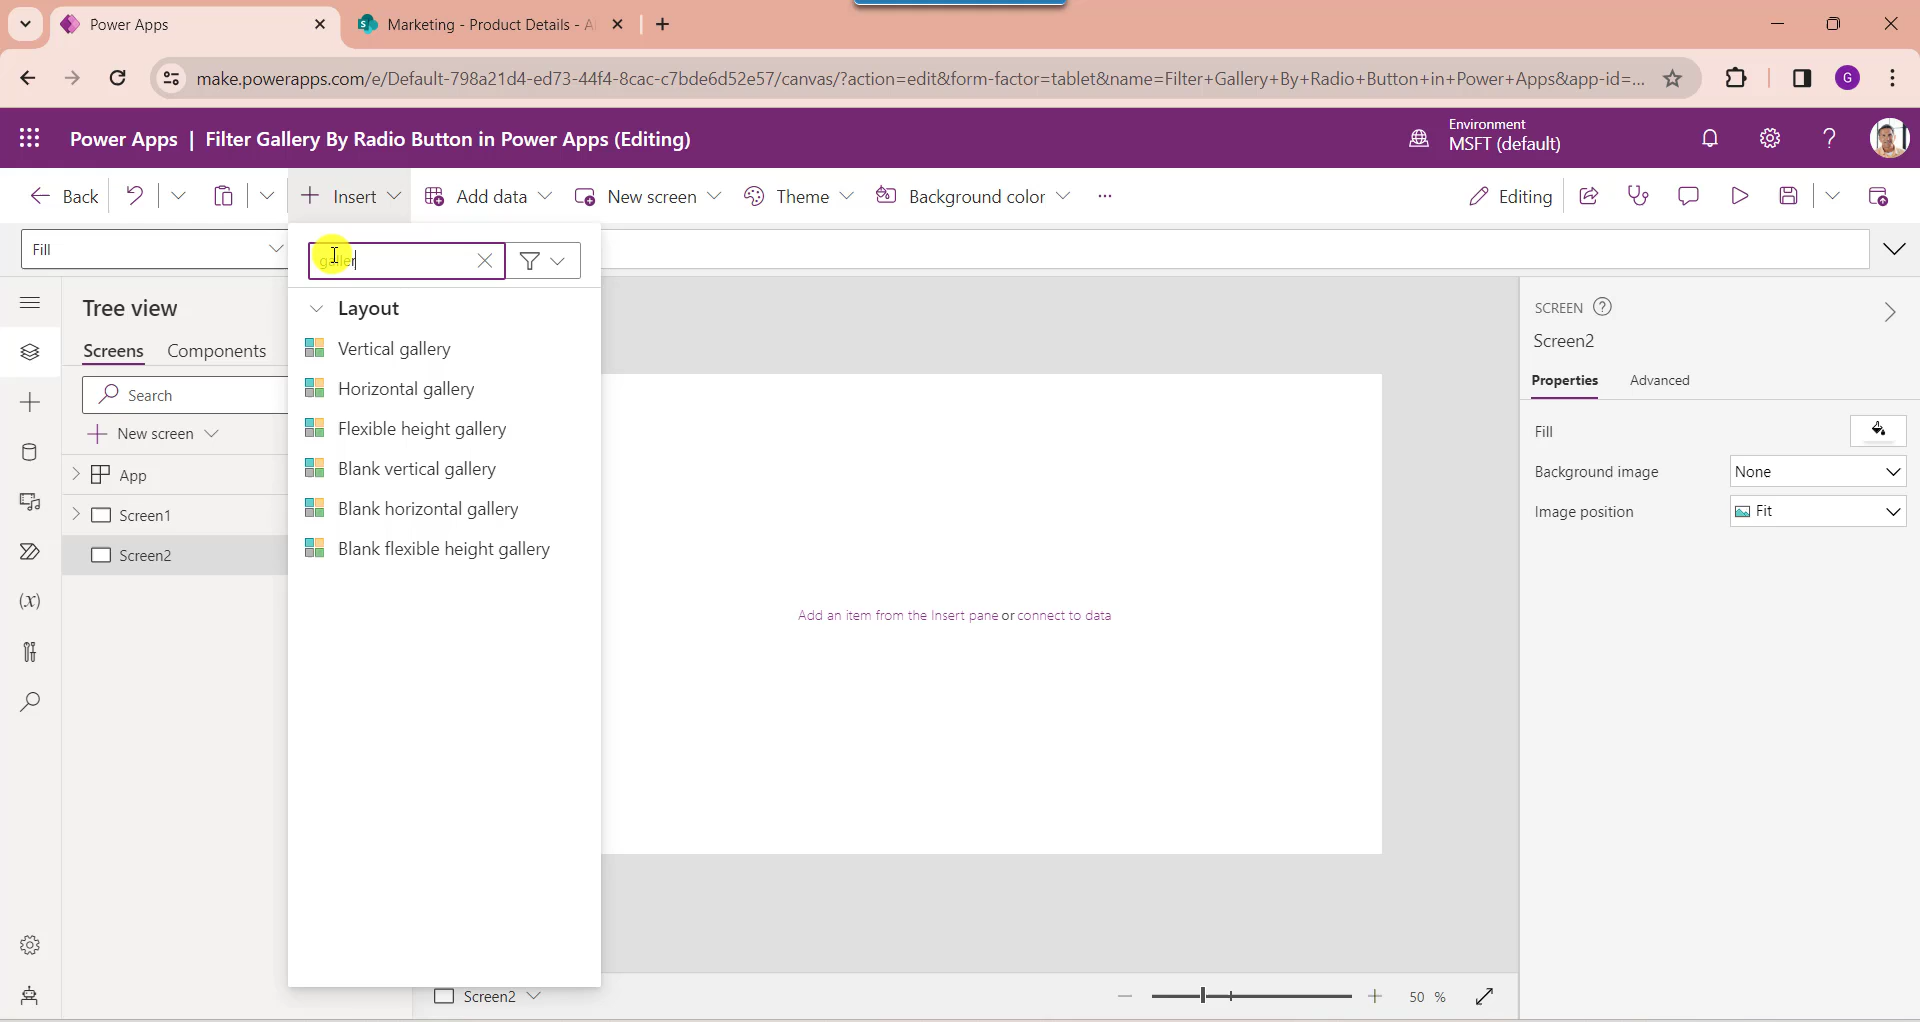 Power Apps
Marketing - Product Details - Al
make.powerapps.com/e/Default-798a21d4-ed73-44f4-8cac-c7bde6d52e57/canvas/?action=edit&form-factor=tablet&name=Filter+Gallery+By+Radio+Button+in+Power+Apps&app-id=...
G
Power Apps | Filter Gallery By Radio Button in Power Apps (Editing)
Environment
MSFT (default)
Back
Insert
Add data
New screen
Theme
Background color
...
Editing
Fill
galler
Tree view
Screens
Components
Search
New screen
App
Screen1
Screen2
Layout
Vertical gallery
Horizontal gallery
Flexible height gallery
Blank vertical gallery
Blank horizontal gallery
Blank flexible height gallery
Add an item from the Insert pane or connect to data
SCREEN
Screen2
Properties
Advanced
Fill
Background image
None
Image position
Fit
Screen2
50 %